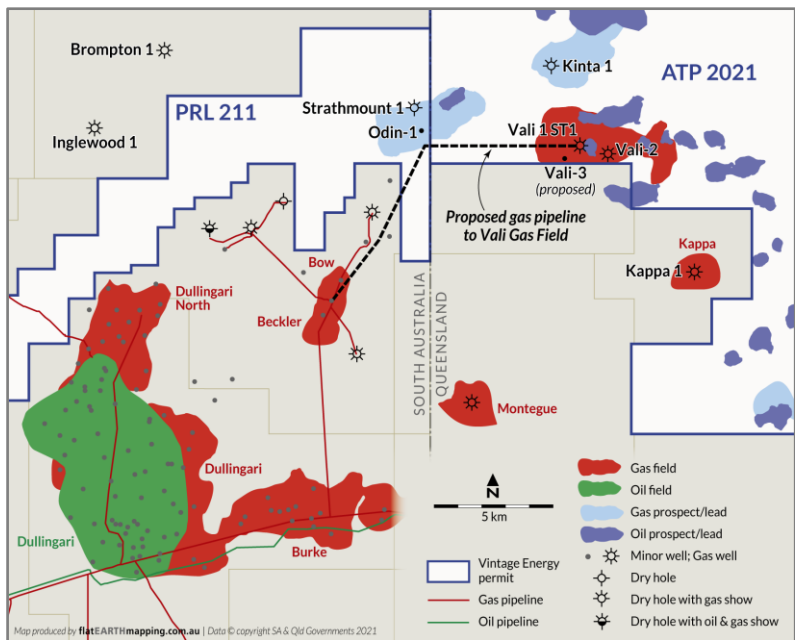 Brompton 1
Kinta 1
ATP 2021
PRL 211
Strathmount 1
Odin-1
Inglewood 1
Vali 1 ST1
Vali-2
Vali-3
(proposed)
Proposed gas pipeline
to Vali Gas Field
Kappa
Kappa 1
Bow
Beckler
Dullingari
North
SOUTH AUSTRALIA
QUEENSLAND
Montegue
Dullingari
Dullingari
Burke
N
5 km
Gas field
Oil field
Gas prospect/lead
Oil prospect/lead
Minor well; Gas well
Dry hole
Dry hole with gas show
Dry hole with oil & gas show
Vintage Energy
permit
Gas pipeline
Oil pipeline
Map produced by flatEARTHmapping.com.au | Data © copyright SA & Qld Governments 2021